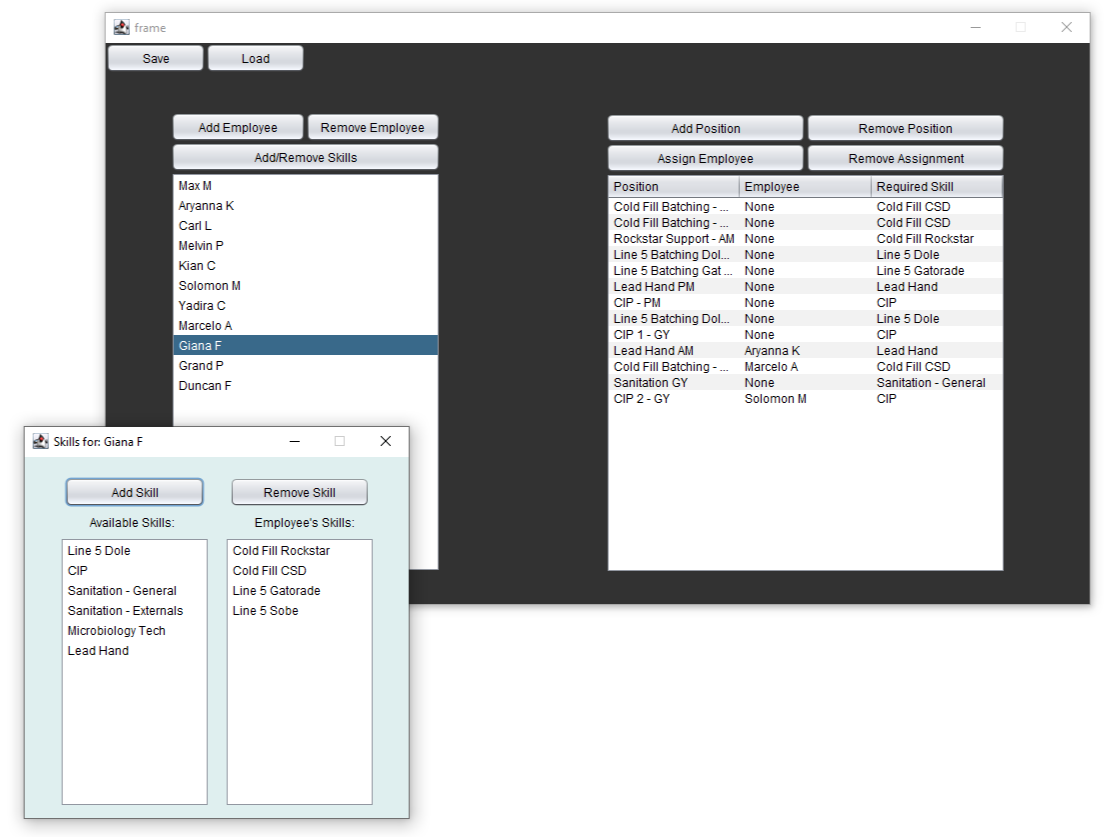 frame
Save Load
Add Employee Remove Employee
Add/Remove Skills
Max M
Aryanna K
Carl L
Melvin P
Kian C
Solomon M
Yadira C
Marcelo A
Giana F
Grand P
Duncan F
Add Position Remove Position
Assign Employee Remove Assignment
Position Employee Required Skill
Cold Fill Batching - ... None Cold Fill CSD
Cold Fill Batching - ... None Cold Fill CSD
Rockstar Support - AM None Cold Fill Rockstar
Line 5 Batching Dol... None Line 5 Dole
Line 5 Batching Gat ... None Line 5 Gatorade
Lead Hand PM None Lead Hand
CIP - PM None CIP
Line 5 Batching Dol... None Line 5 Dole
CIP 1 - GY None CIP
Lead Hand AM Aryanna K Lead Hand
Cold Fill Batching - ... Marcelo A Cold Fill CSD
Sanitation GY None Sanitation - General
CIP 2 - GY Solomon M CIP
Skills for: Giana F
Add Skill Remove Skill
Available Skills: Employee's Skills:
Line 5 Dole Cold Fill Rockstar
CIP Cold Fill CSD
Sanitation - General Line 5 Gatorade
Sanitation - Externals Line 5 Sobe
Microbiology Tech
Lead Hand